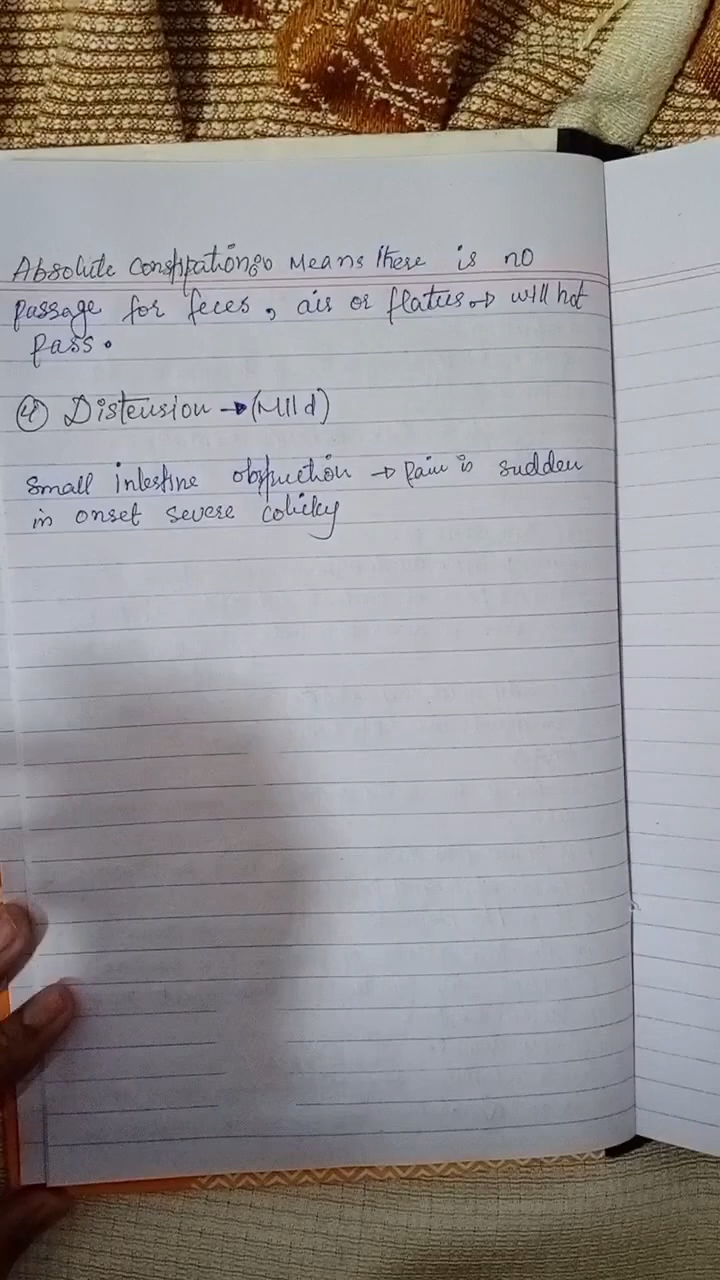 Absolute Constipation:→ Means there is no
passage for feces, air or flatus → will not
pass.
④ Distension → (Mild)
Small intestine obstruction → Pain is sudden
in onset severe colicky